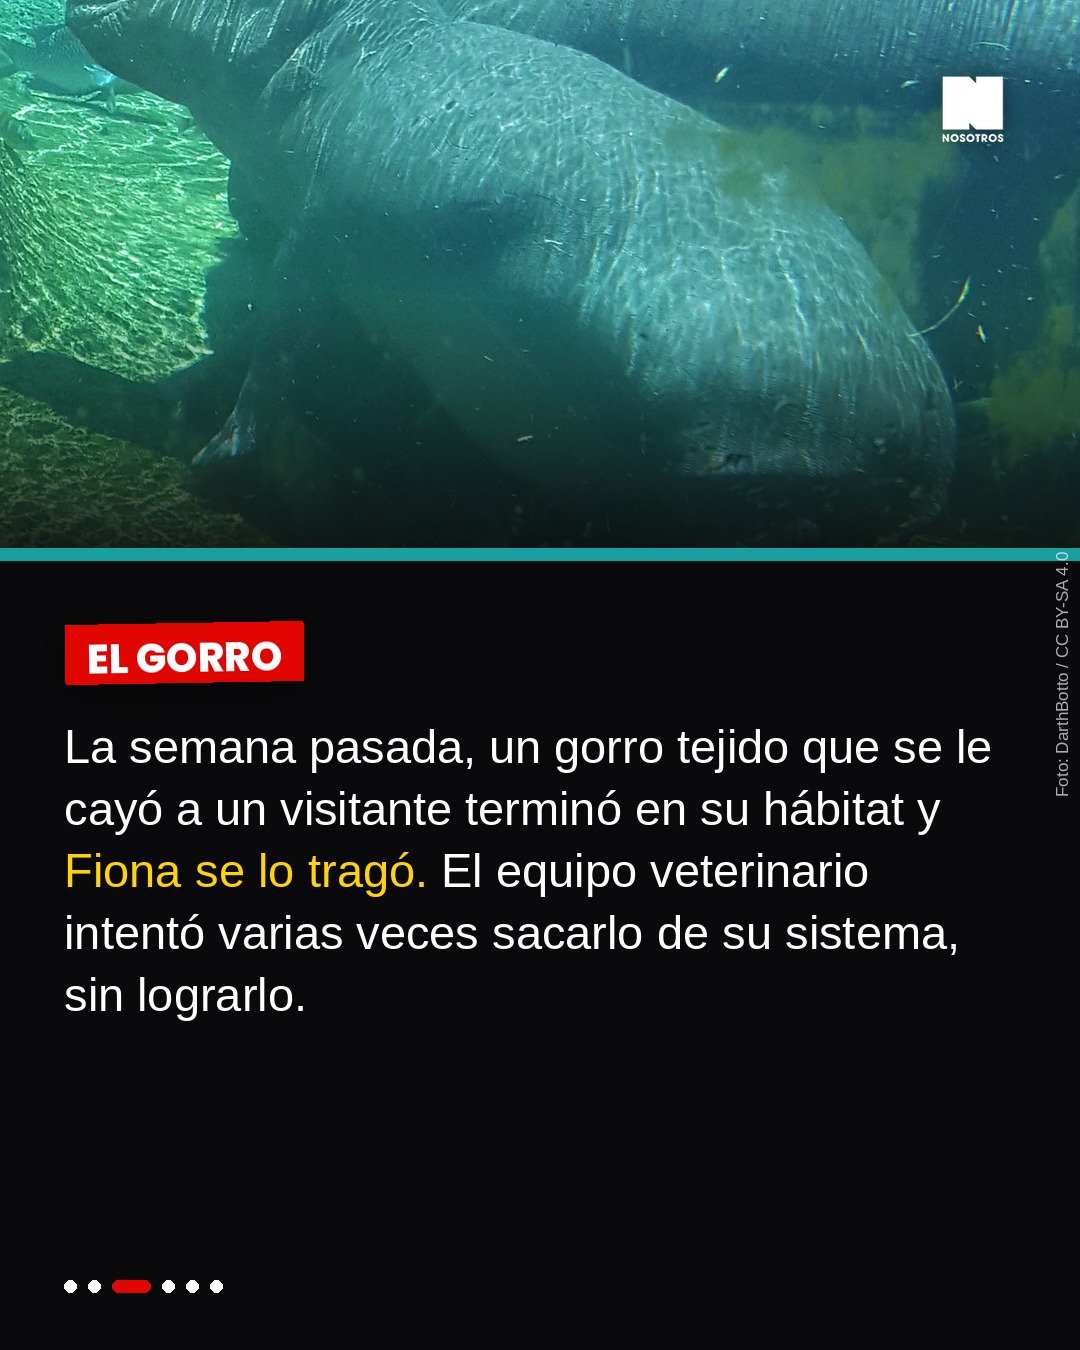 N
NOSOTROS
Foto: DarthBotto / CC BY-SA 4.0
EL GORRO
La semana pasada, un gorro tejido que se le
cayó a un visitante terminó en su hábitat y
Fiona se lo tragó. El equipo veterinario
intentó varias veces sacarlo de su sistema,
sin lograrlo.